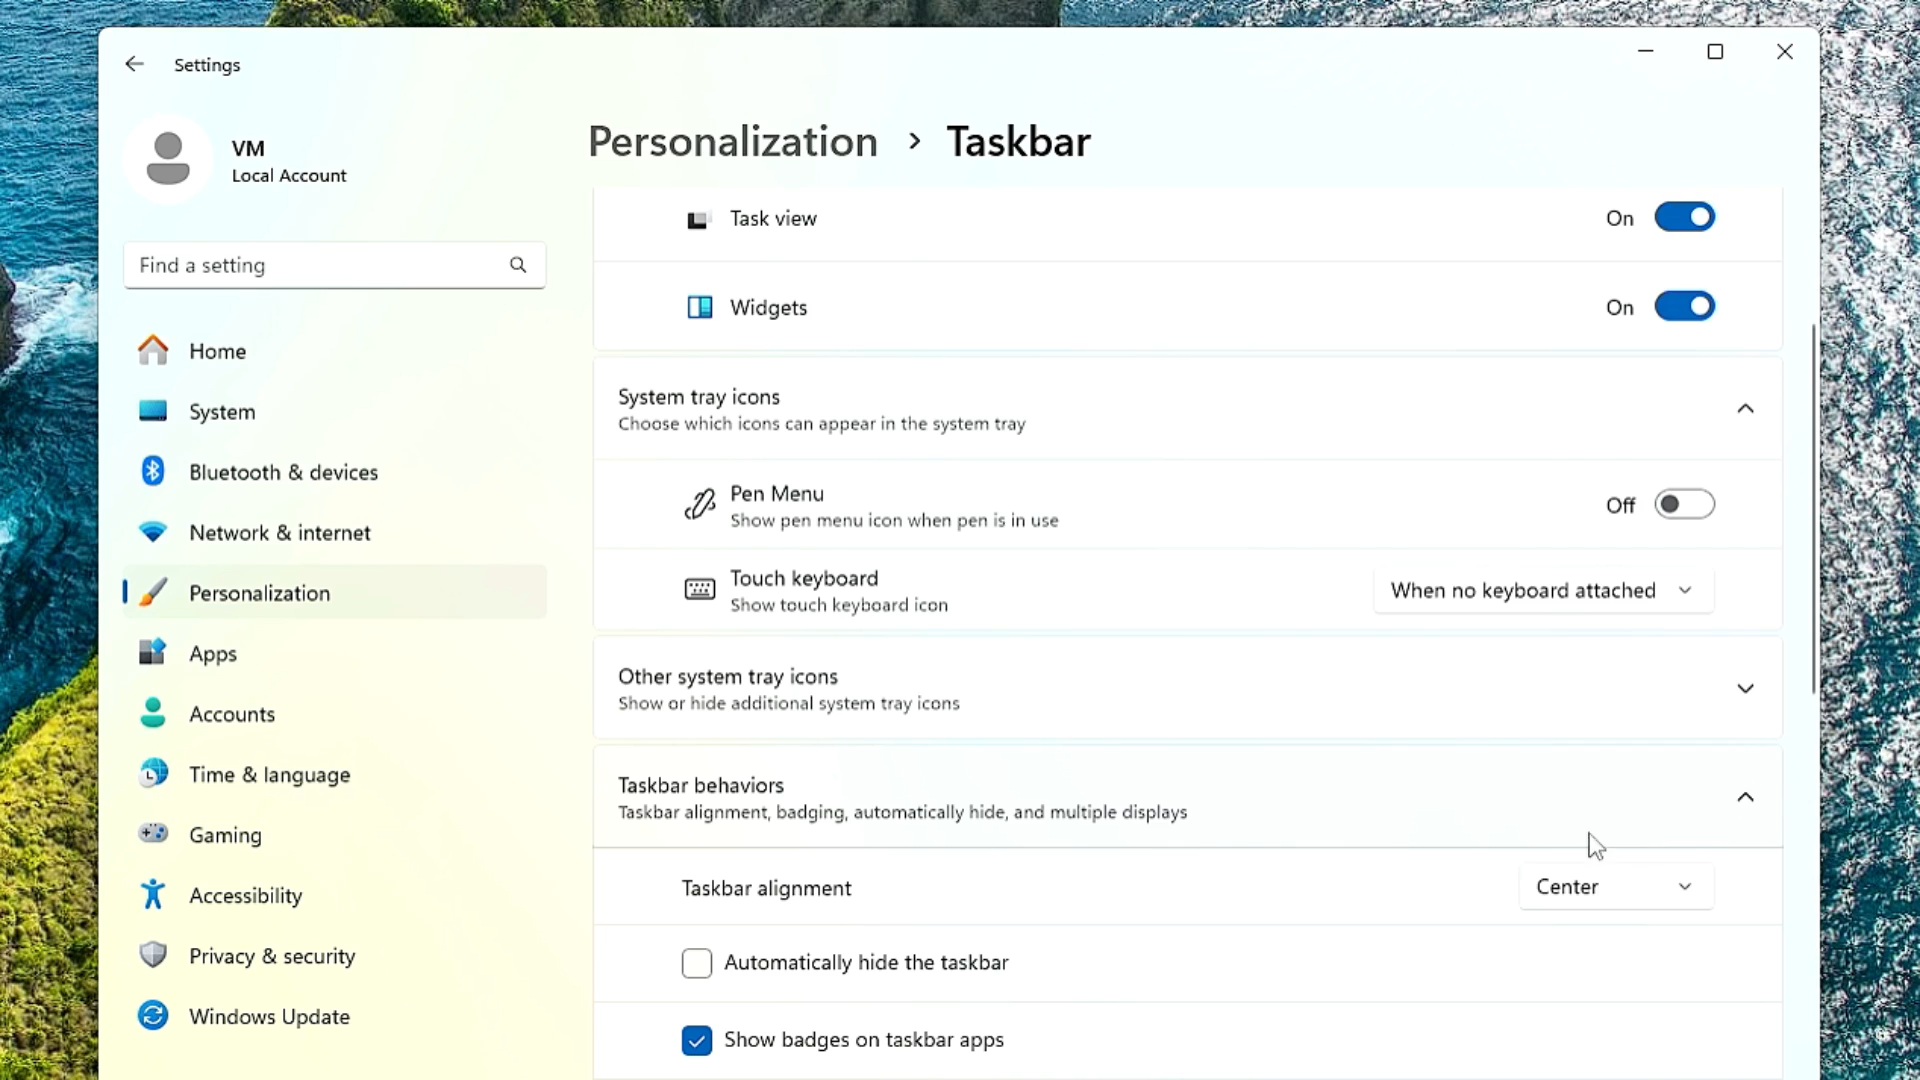 Settings
VM
Local Account
Find a setting
Home
System
Bluetooth & devices
Network & internet
Personalization
Apps
Accounts
Time & language
Gaming
Accessibility
Privacy & security
Windows Update
Personalization > Taskbar
Task view On
Widgets On
System tray icons
Choose which icons can appear in the system tray
Pen Menu
Show pen menu icon when pen is in use
Off
Touch keyboard
Show touch keyboard icon
When no keyboard attached
Other system tray icons
Show or hide additional system tray icons
Taskbar behaviors
Taskbar alignment, badging, automatically hide, and multiple displays
Taskbar alignment Center
Automatically hide the taskbar
Show badges on taskbar apps